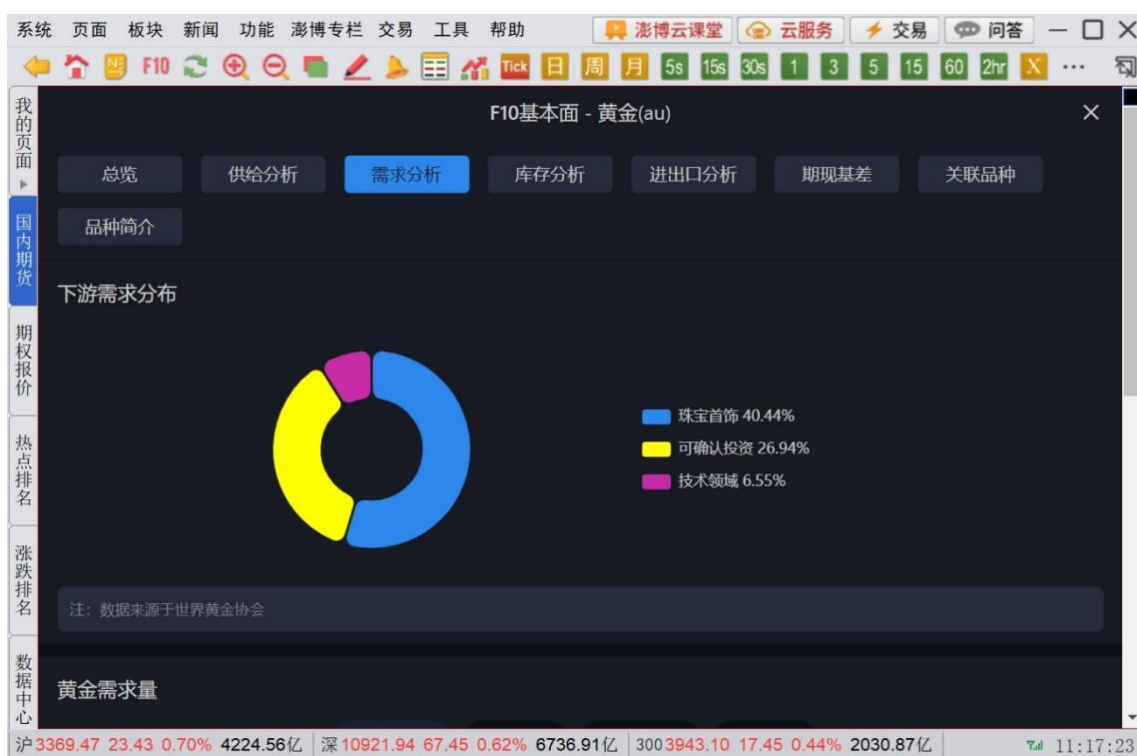 系统 页面 板块 新闻 功能 澎博专栏 交易 工具 帮助 澎博云课堂 云服务 交易 问答
F10 Tick 日 周 月 5s 15s 30s 1 3 5 15 60 2hr X ...
我的页面
国内期货
期权报价
热点排名
涨跌排名
数据中心
F10基本面 - 黄金(au)
总览 供给分析 需求分析 库存分析 进出口分析 期现基差 关联品种
品种简介
下游需求分布
珠宝首饰 40.44%
可确认投资 26.94%
技术领域 6.55%
注：数据来源于世界黄金协会
黄金需求量
沪3369.47 23.43 0.70% 4224.56亿 深10921.94 67.45 0.62% 6736.91亿 3003943.10 17.45 0.44% 2030.87亿 11:17:23